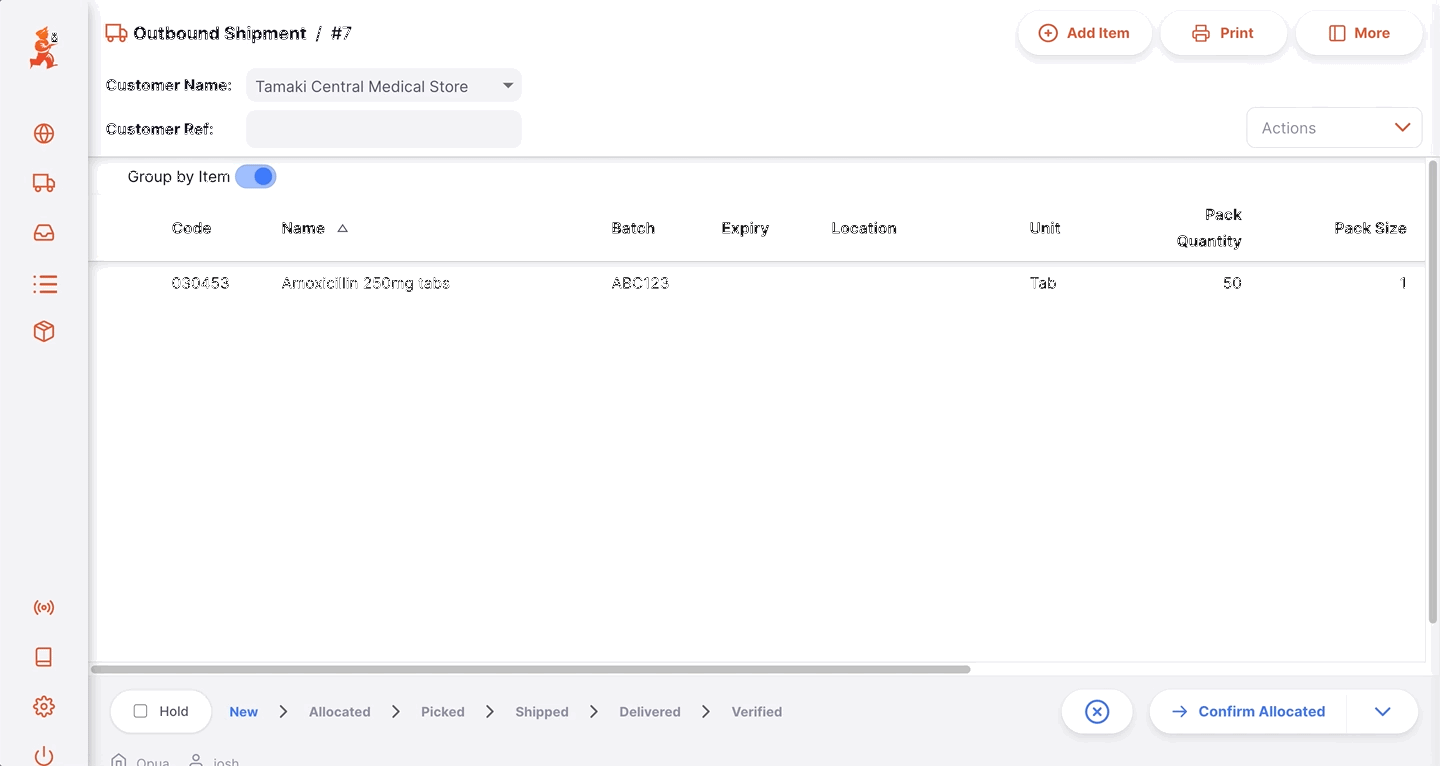 Outbound Shipment / #7
Add Item
Print
More
Customer Name: Tamaki Central Medical Store
Customer Ref:
Actions
Group by Item
Code Name Batch Expiry Location Unit Pack Quantity Pack Size
030453 Amoxicillin 250mg tabs ABC123 Tab 50 1
Hold New Allocated Picked Shipped Delivered Verified
Confirm Allocated
Opua josh